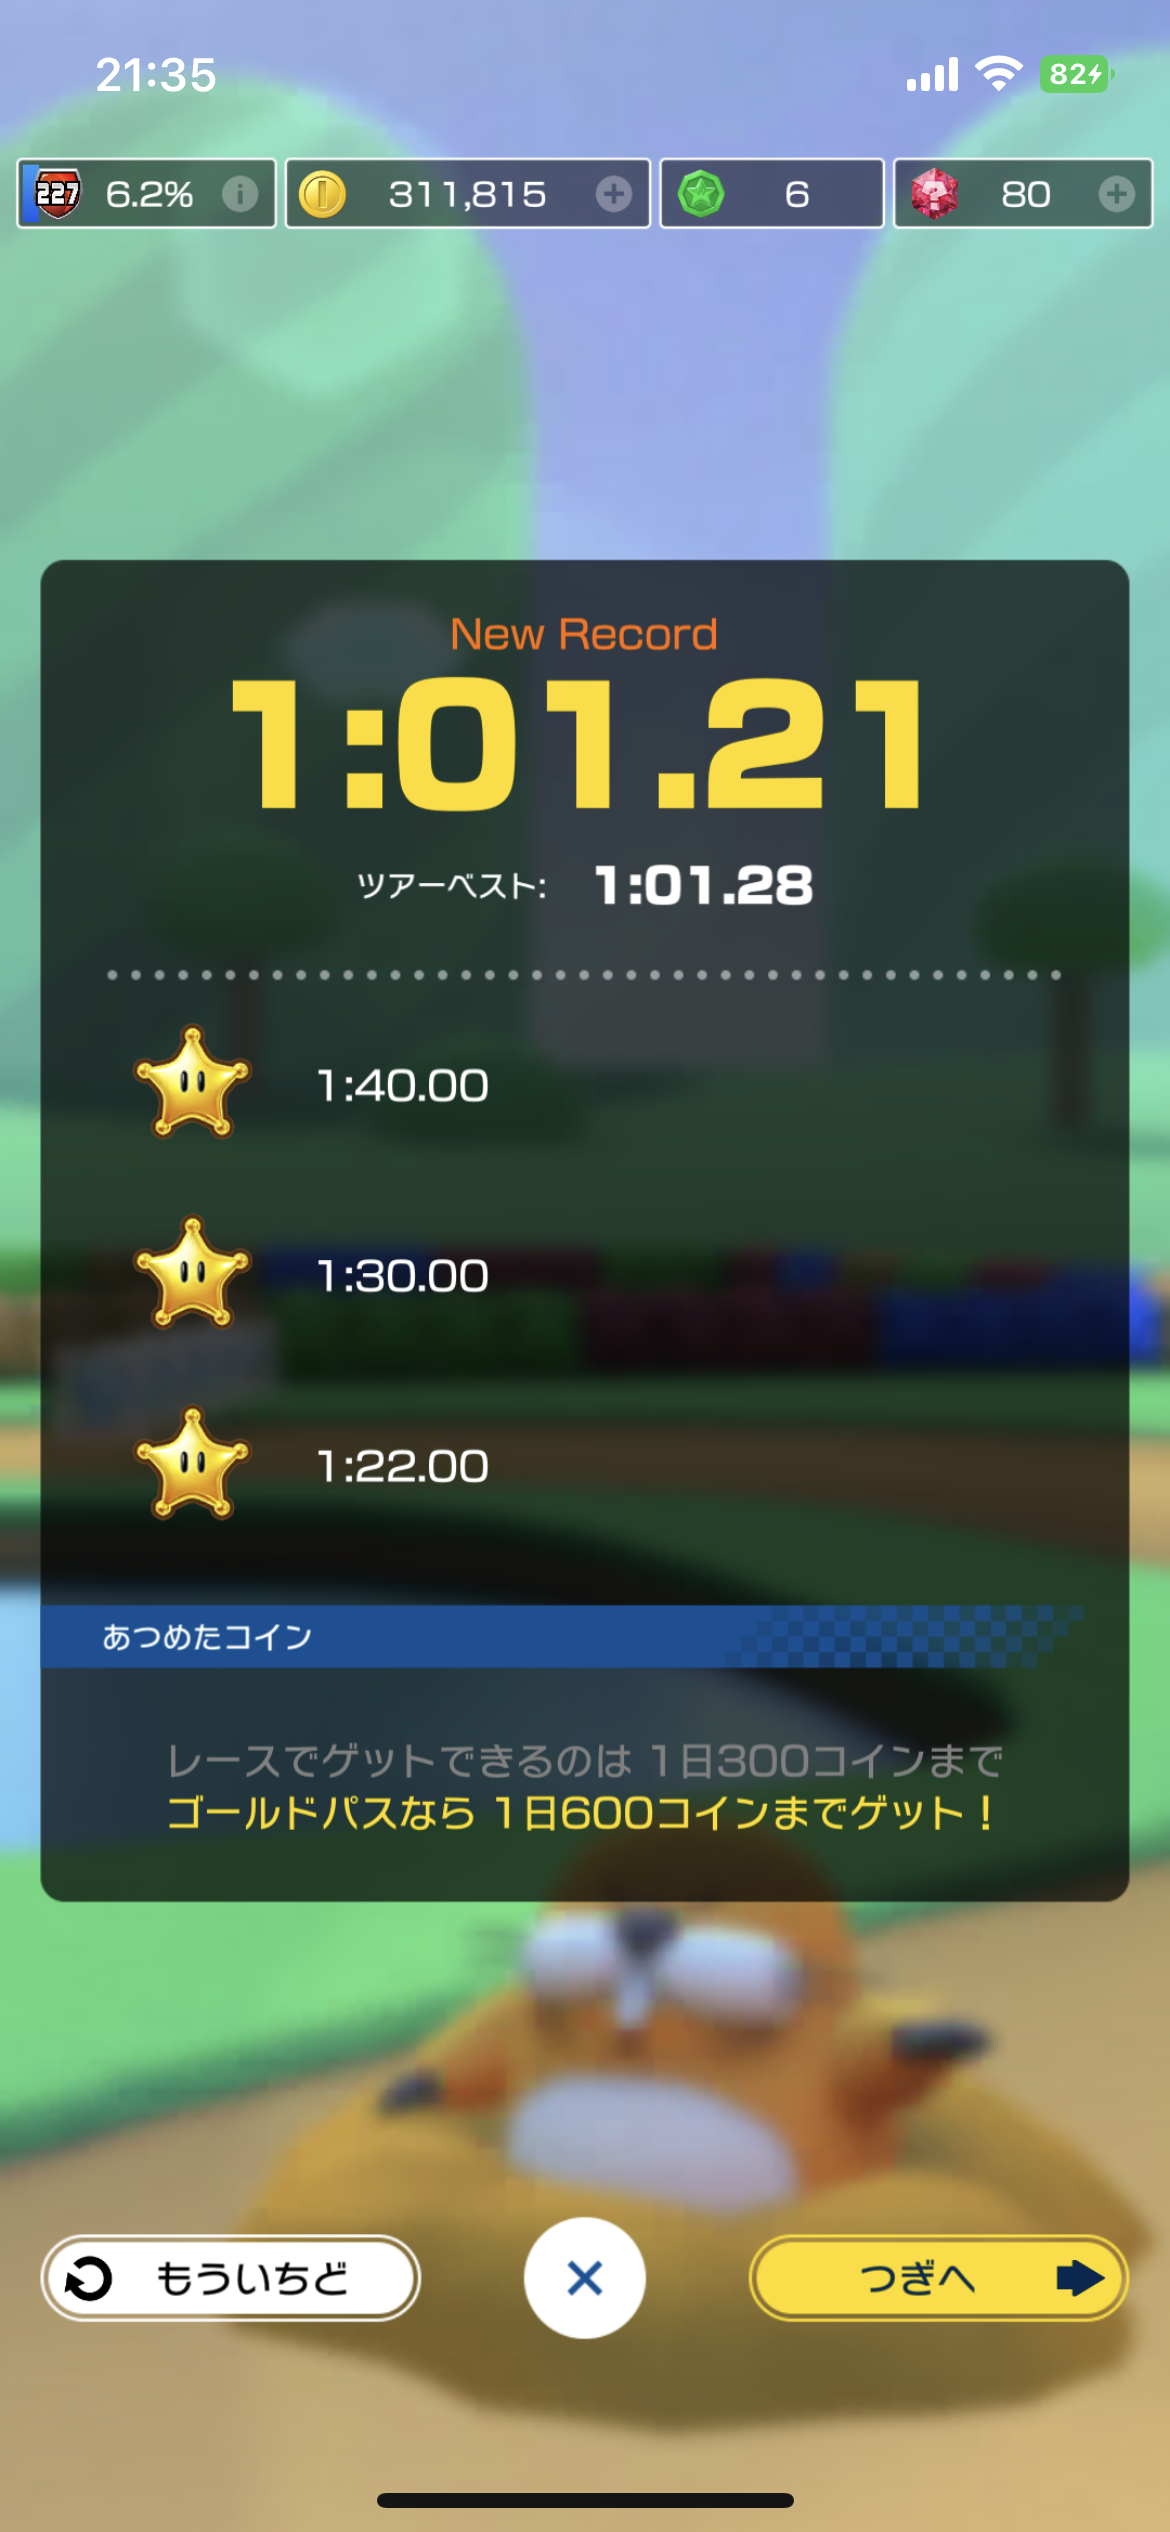 21:35
82
227 6.2% i 311,815 + 6 ? 80 +
New Record
1:01.21
ツアーベスト: 1:01.28
1:40.00
1:30.00
1:22.00
あつめたコイン
レースでゲットできるのは 1日300コインまで
ゴールドパスなら 1日600コインまでゲット!
もういちど × つぎへ